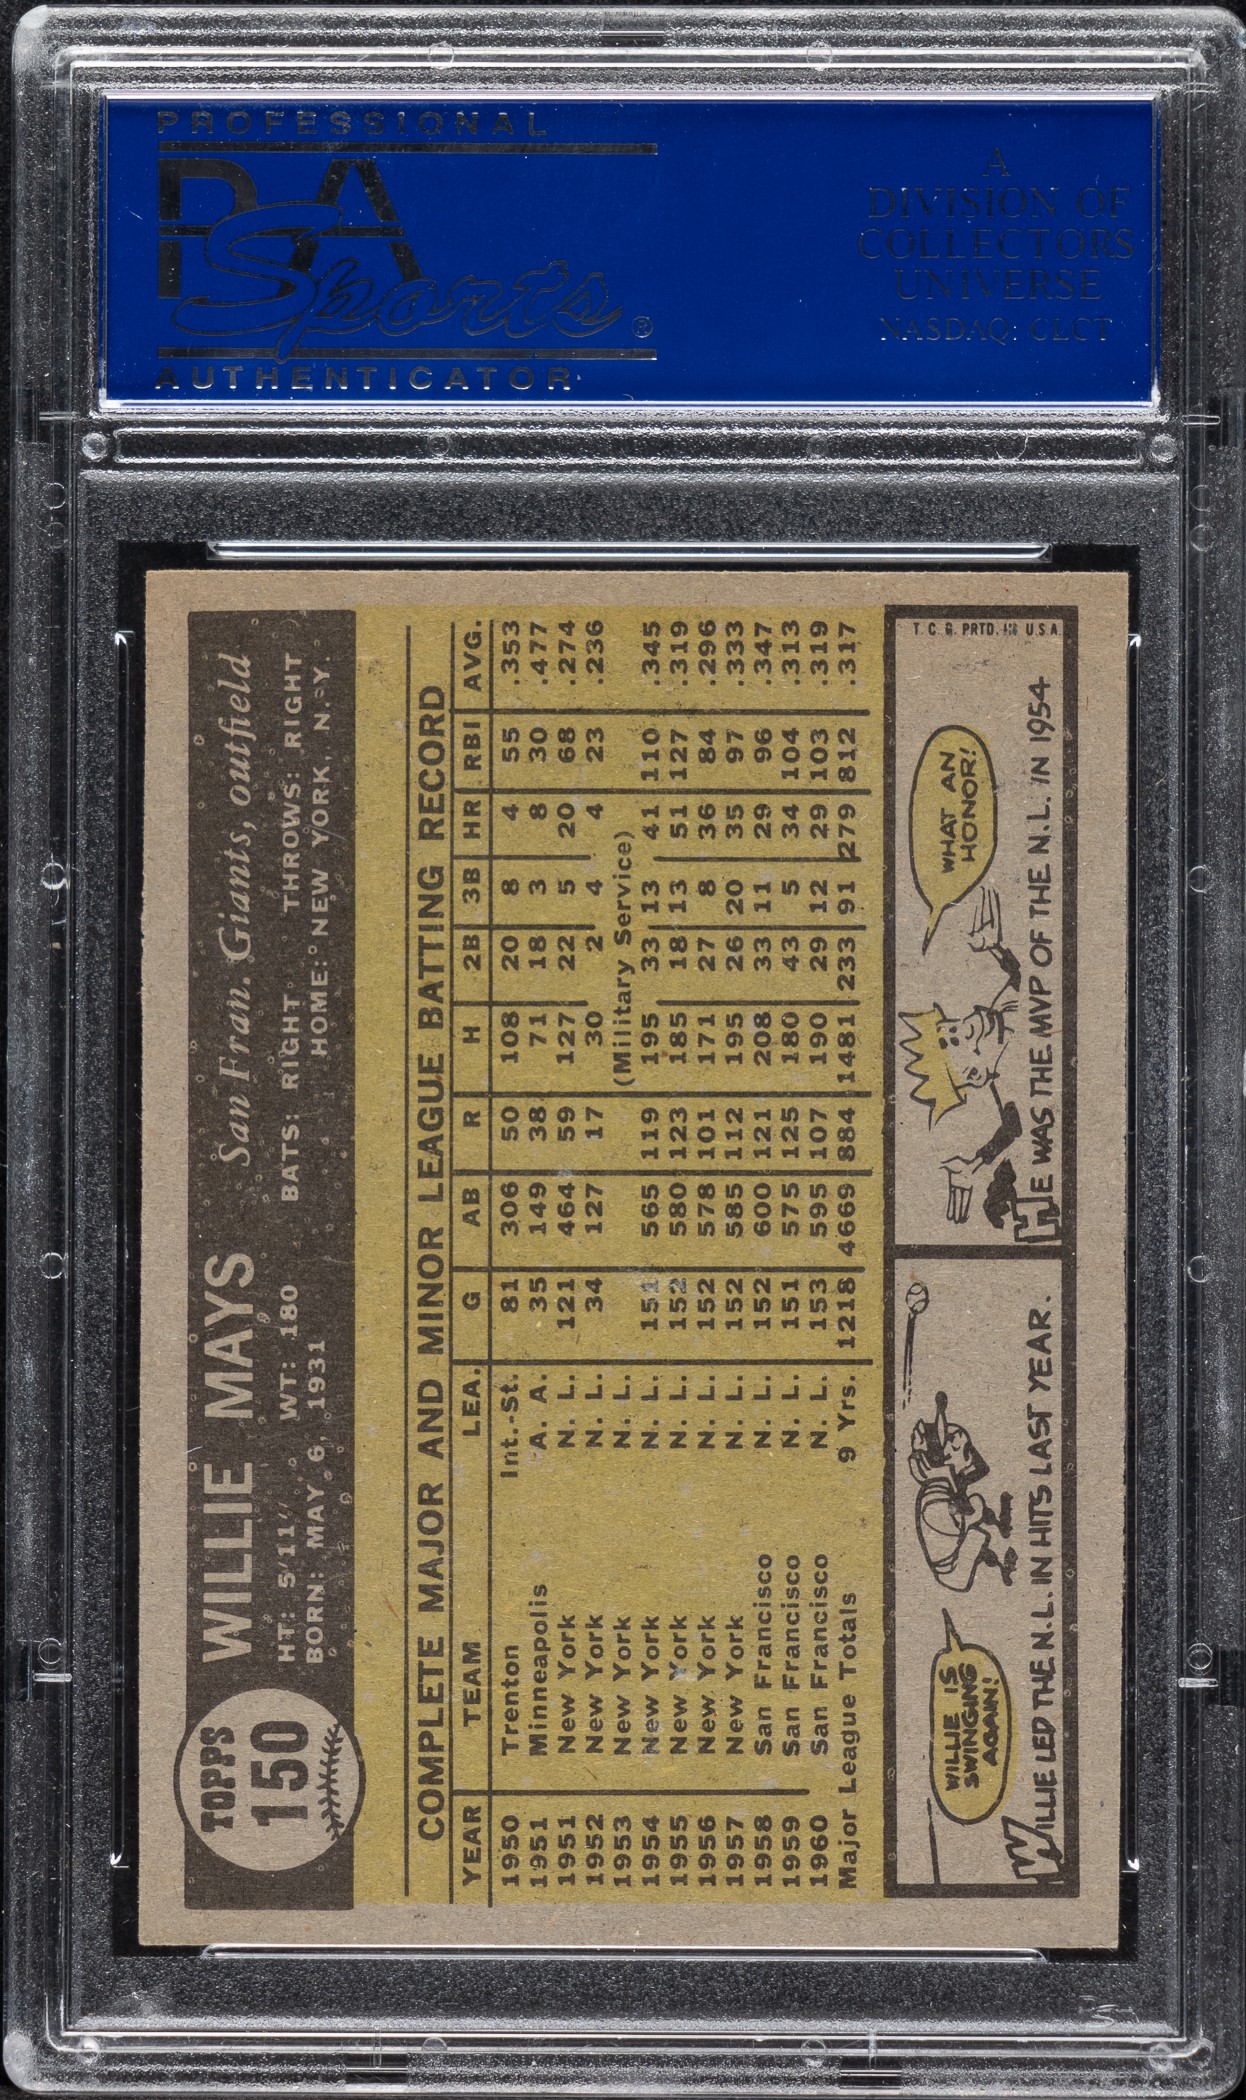 PROFESSIONAL
PSA
Sports®
AUTHENTICATOR
A
DIVISION OF
COLLECTORS
UNIVERSE
NASDAQ: CLCT
TOPPS
150
WILLIE MAYS San Fran. Giants, outfield
HT: 5'11" WT: 180 BATS: RIGHT THROWS: RIGHT
BORN: MAY 6, 1931 HOME: NEW YORK, N.Y.
COMPLETE MAJOR AND MINOR LEAGUE BATTING RECORD
YEAR TEAM LEA. G AB R H 2B 3B HR RBI AVG.
1950 Trenton Int.-St. 81 306 50 108 20 8 4 55 .353
1951 Minneapolis A. A. 35 149 38 71 18 3 8 30 .477
1951 New York N. L. 121 464 59 127 22 5 20 68 .274
1952 New York N. L. 34 127 17 30 2 4 4 23 .236
1953 New York N. L. (Military Service)
1954 New York N. L. 151 565 119 195 33 13 41 110 .345
1955 New York N. L. 152 580 123 185 18 13 51 127 .319
1956 New York N. L. 152 578 101 171 27 8 36 84 .296
1957 New York N. L. 152 585 112 195 26 20 35 97 .333
1958 San Francisco N. L. 152 600 121 208 33 11 29 96 .347
1959 San Francisco N. L. 151 575 125 180 43 5 34 104 .313
1960 San Francisco N. L. 153 595 107 190 29 12 29 103 .319
Major League Totals 9 Yrs. 1218 4669 884 1481 233 91 279 812 .317
WILLIE IS
SWINGING
AGAIN!
WILLIE LED THE N.L. IN HITS LAST YEAR.
WHAT AN
HONOR!
HE WAS THE MVP OF THE N.L. IN 1954
T. C. G. PRTD. IN U.S.A.